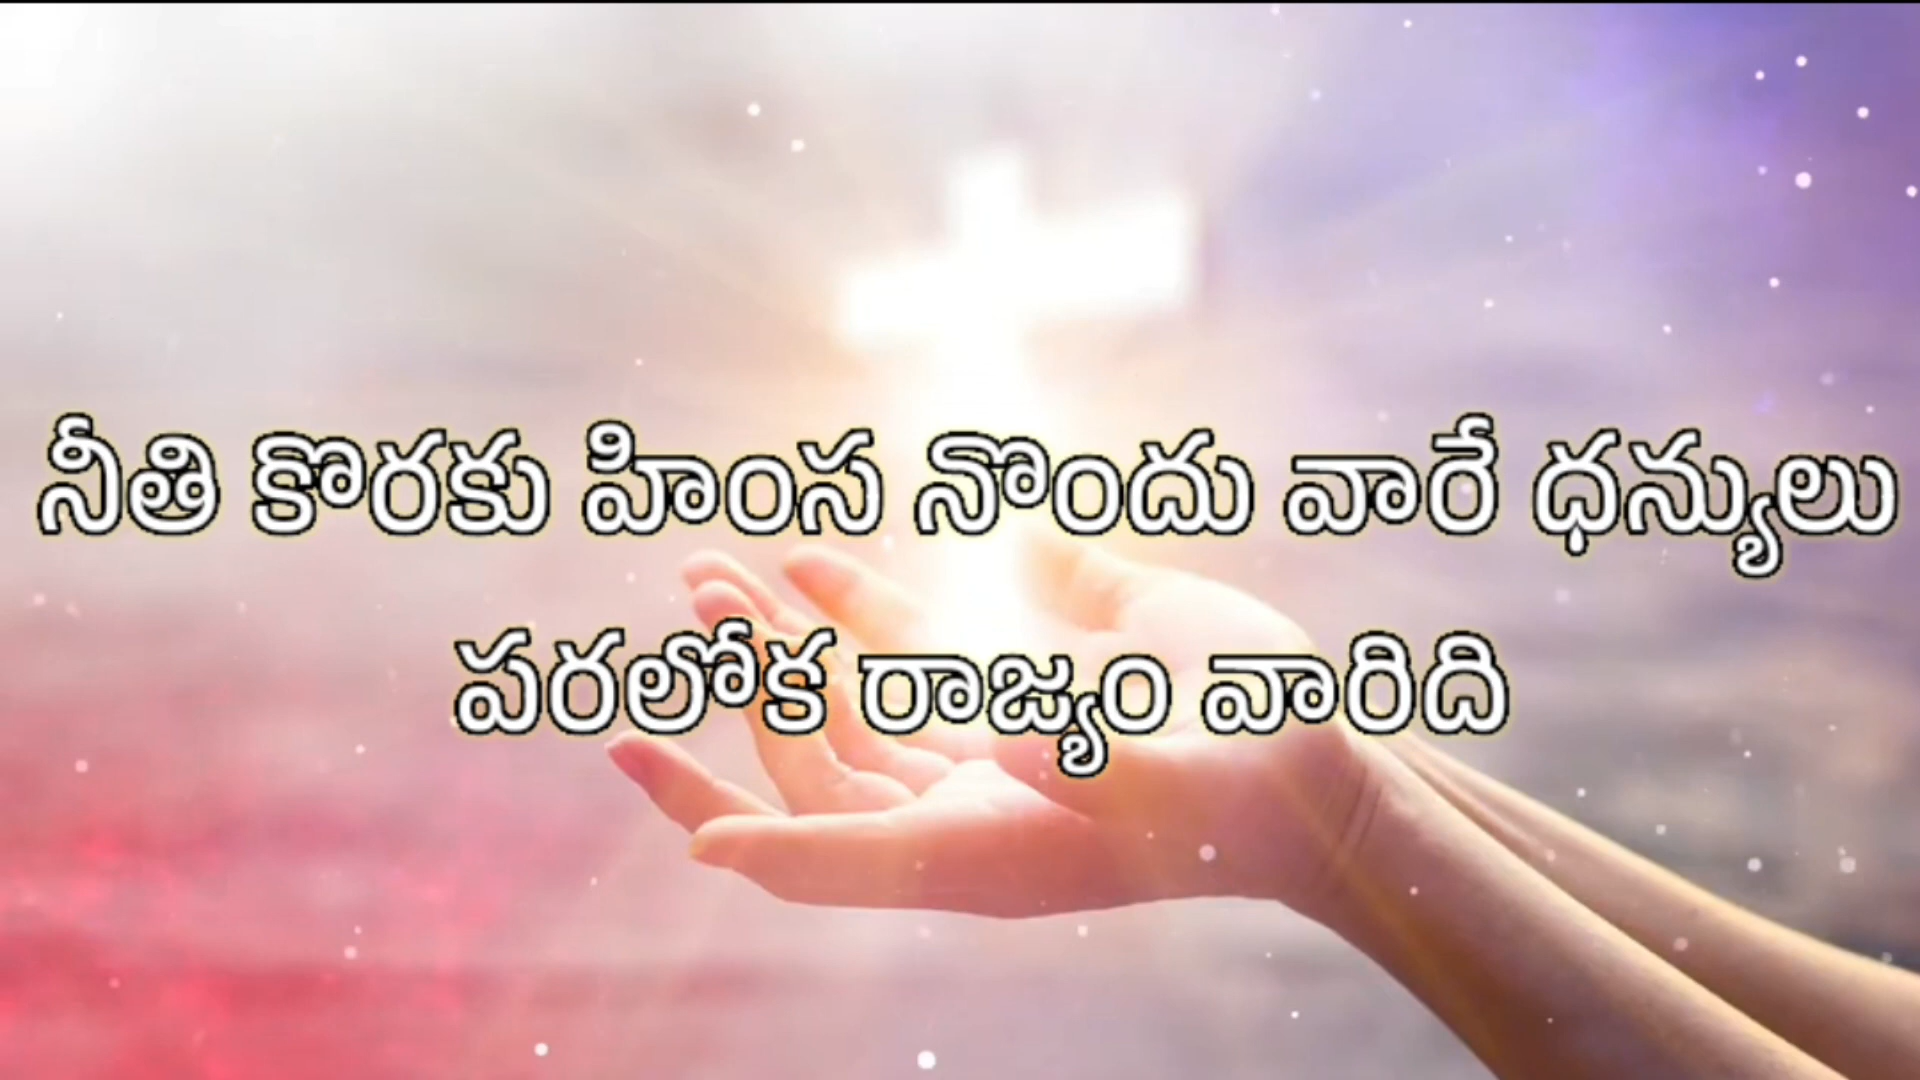 నీతి కొరకు హింస నొందు వారే ధన్యులు
పరలోక రాజ్యం వారిది